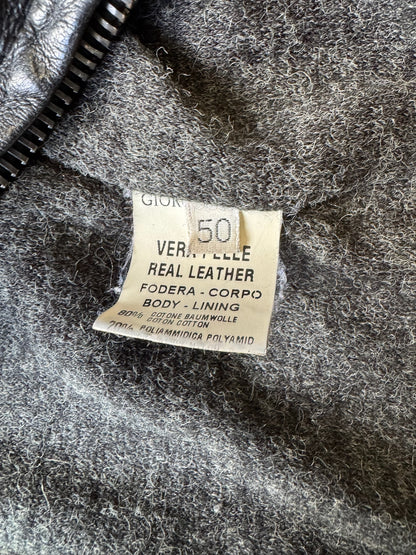 50
VERA PELLE
REAL LEATHER
FODERA - CORPO
BODY - LINING
80% COTONE BAUMWOLLE
COTON COTTON
20% POLIAMMIDICA POLYAMID